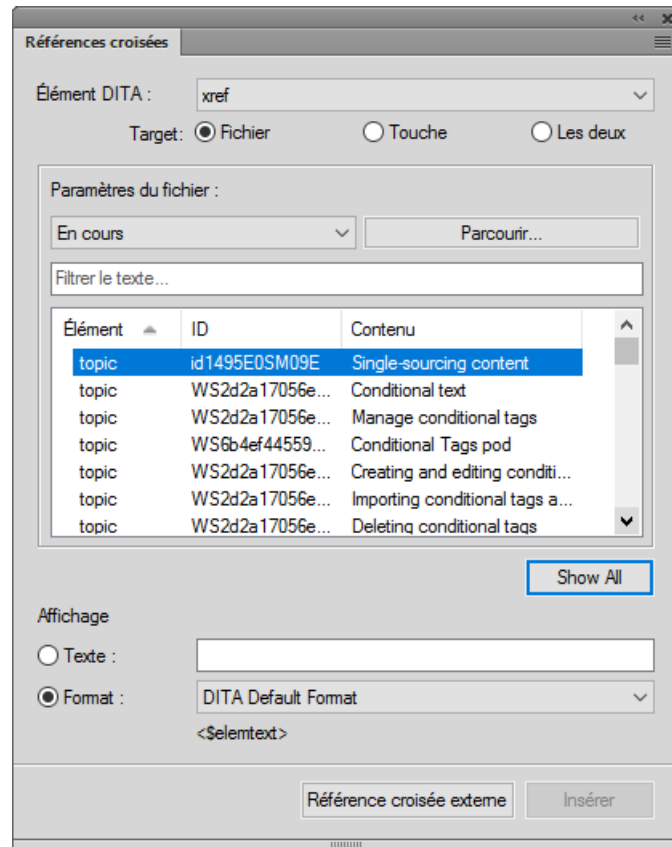 Références croisées
Élément DITA : xref
Target: Fichier Touche Les deux
Paramètres du fichier :
En cours Parcourir...
Filtrer le texte...
Élément ID Contenu
topic id1495E0SM09E Single-sourcing content
topic WS2d2a17056e... Conditional text
topic WS2d2a17056e... Manage conditional tags
topic WS6b4ef44559... Conditional Tags pod
topic WS2d2a17056e... Creating and editing conditi...
topic WS2d2a17056e... Importing conditional tags a...
topic WS2d2a17056e... Deleting conditional tags
Show All
Affichage
Texte :
Format : DITA Default Format
<$elemtext>
Référence croisée externe Insérer